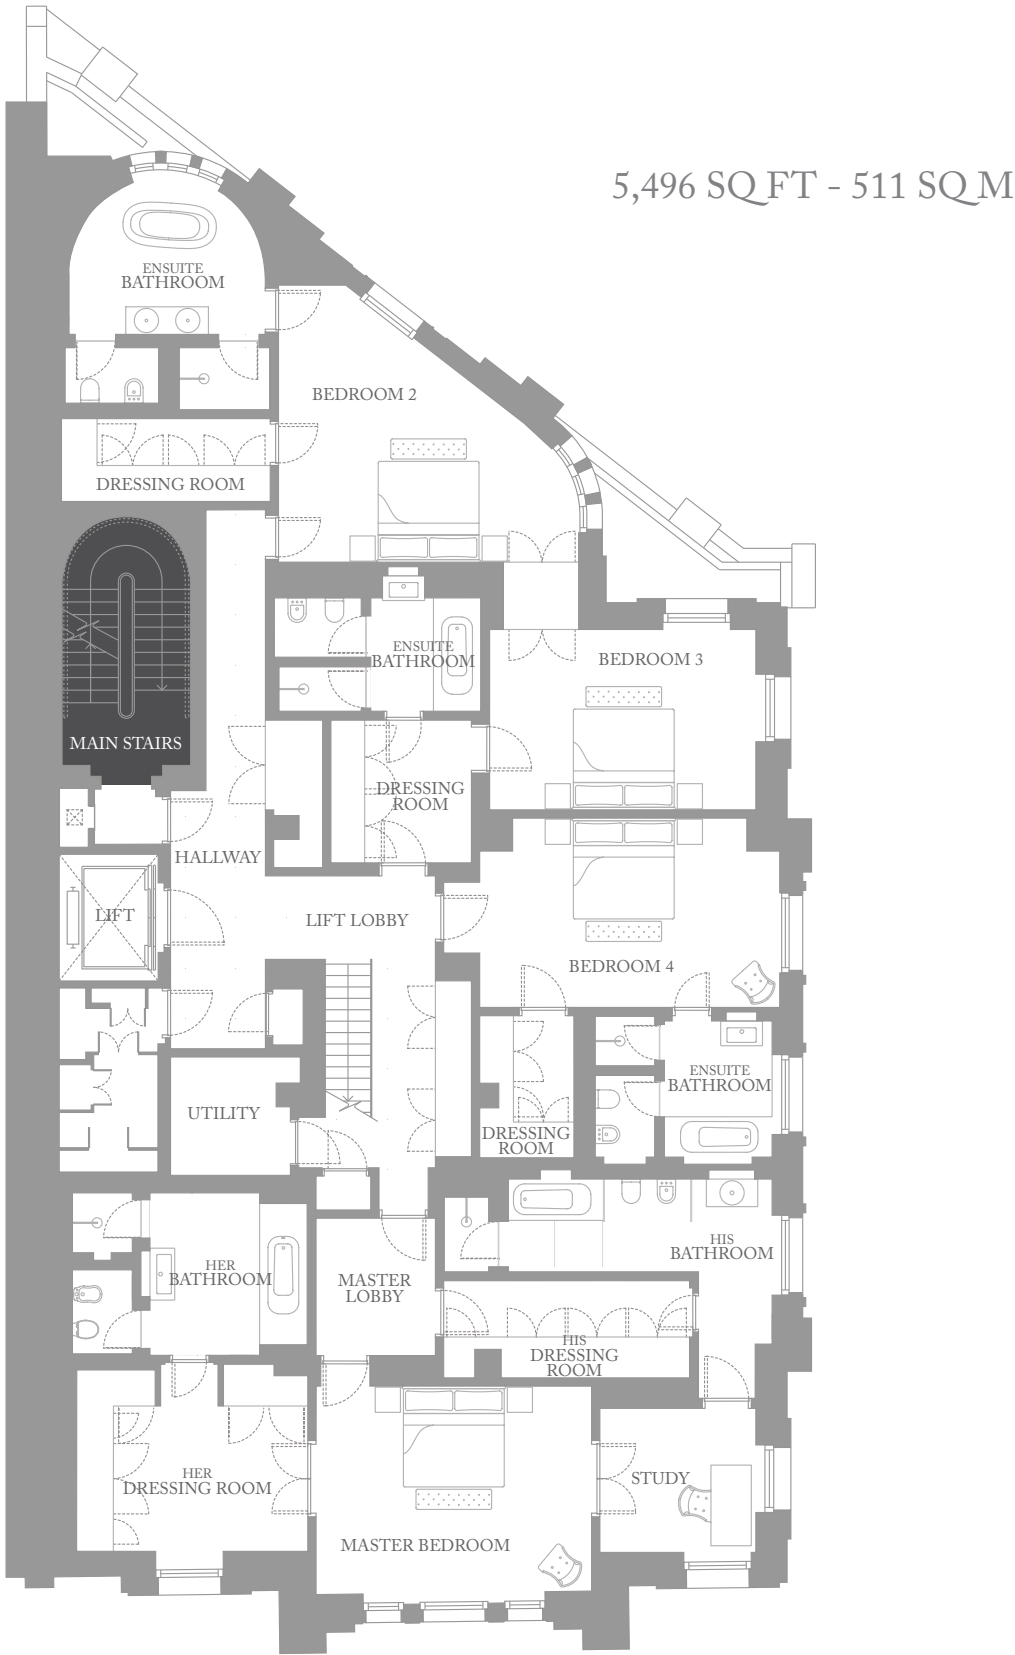 5,496 SQ FT - 511 SQ M
ENSUITE
BATHROOM
BEDROOM 2
DRESSING ROOM
ENSUITE
BATHROOM
BEDROOM 3
MAIN STAIRS
DRESSING
ROOM
HALLWAY
LIFT
LIFT LOBBY
BEDROOM 4
ENSUITE
BATHROOM
UTILITY
DRESSING
ROOM
HIS
BATHROOM
HER
BATHROOM
MASTER
LOBBY
HIS
DRESSING
ROOM
HER
DRESSING ROOM
STUDY
MASTER BEDROOM